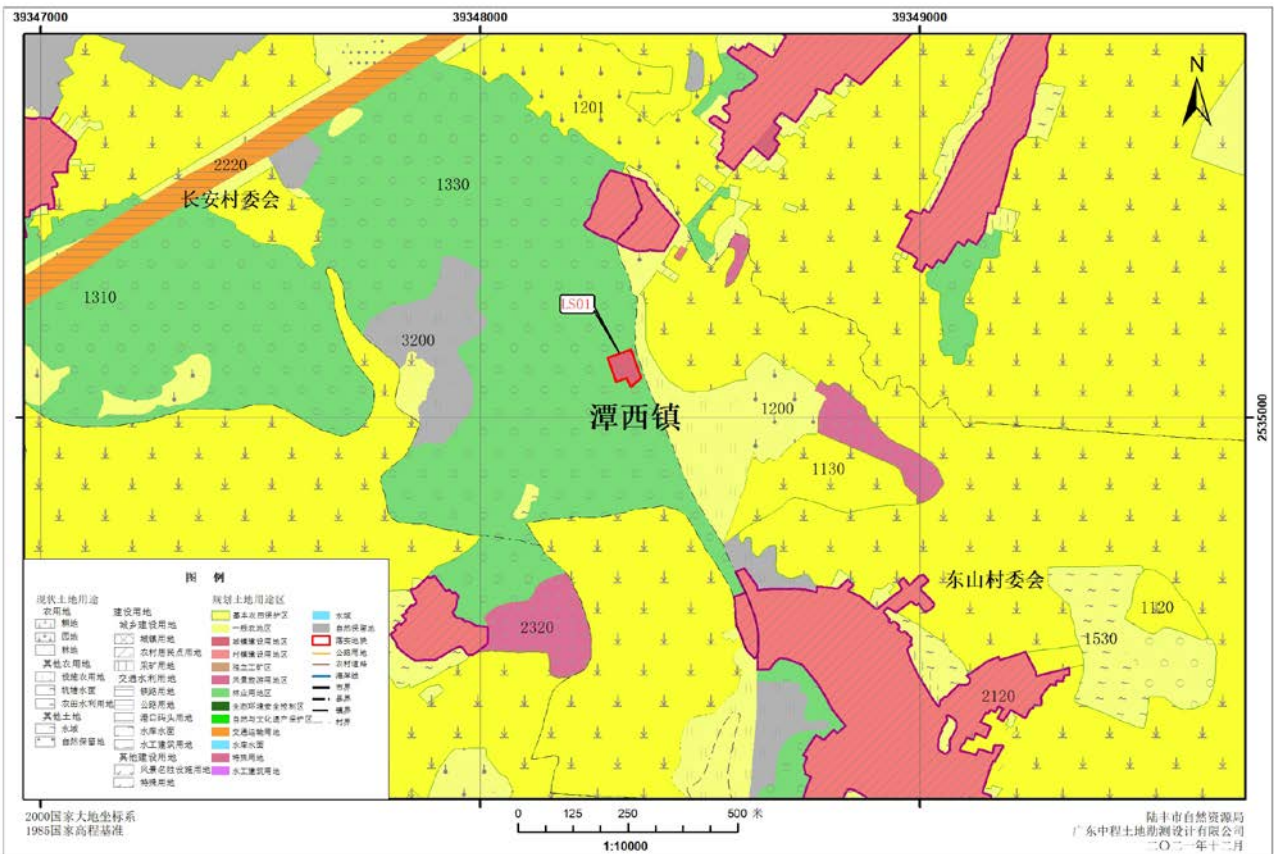 39347000
39348000
39349000
N
1201
2220
1330
长安村委会
1310
LS01
3200
潭西镇
1200
2535000
1130
东山村委会
1120
2320
1530
2120
图 例
现状土地用途
农用地
耕地
园地
林地
其他农用地
设施农用地
坑塘水面
农田水利用地
其他土地
水域
自然保留地
建设用地
城乡建设用地
城镇用地
农村居民点用地
采矿用地
交通水利用地
铁路用地
公路用地
港口码头用地
水库水面
水工建筑用地
其他建设用地
风景名胜设施用地
特殊用地
规划土地用途区
基本农田保护区
一般农地区
城镇建设用地区
村镇建设用地区
独立工矿区
风景旅游用地区
林业用地区
生态环境安全控制区
自然与文化遗产保护区
交通运输用地
水库水面
特殊用地
水工建筑用地
水域
自然保留地
落实地块
公路用地
农村道路
海岸线
市界
县界
镇界
村界
2000国家大地坐标系
1985国家高程基准
0 125 250 500 米
1:10000
陆丰市自然资源局
广东中程土地勘测设计有限公司
二〇二一年十二月